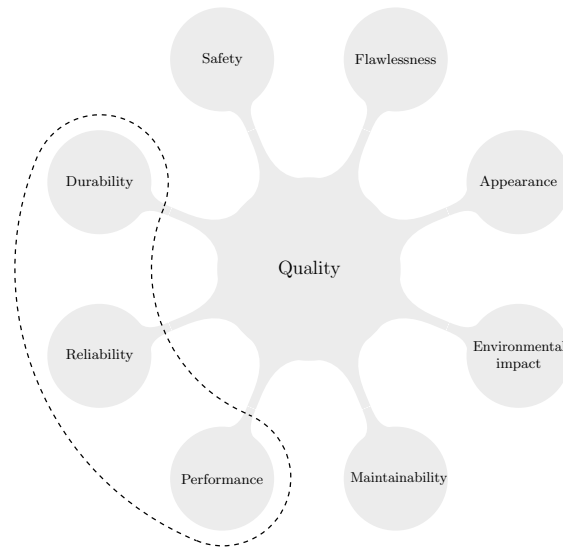 Safety
Flawlessness
Durability
Appearance
Quality
Reliability
Environmental
impact
Performance
Maintainability